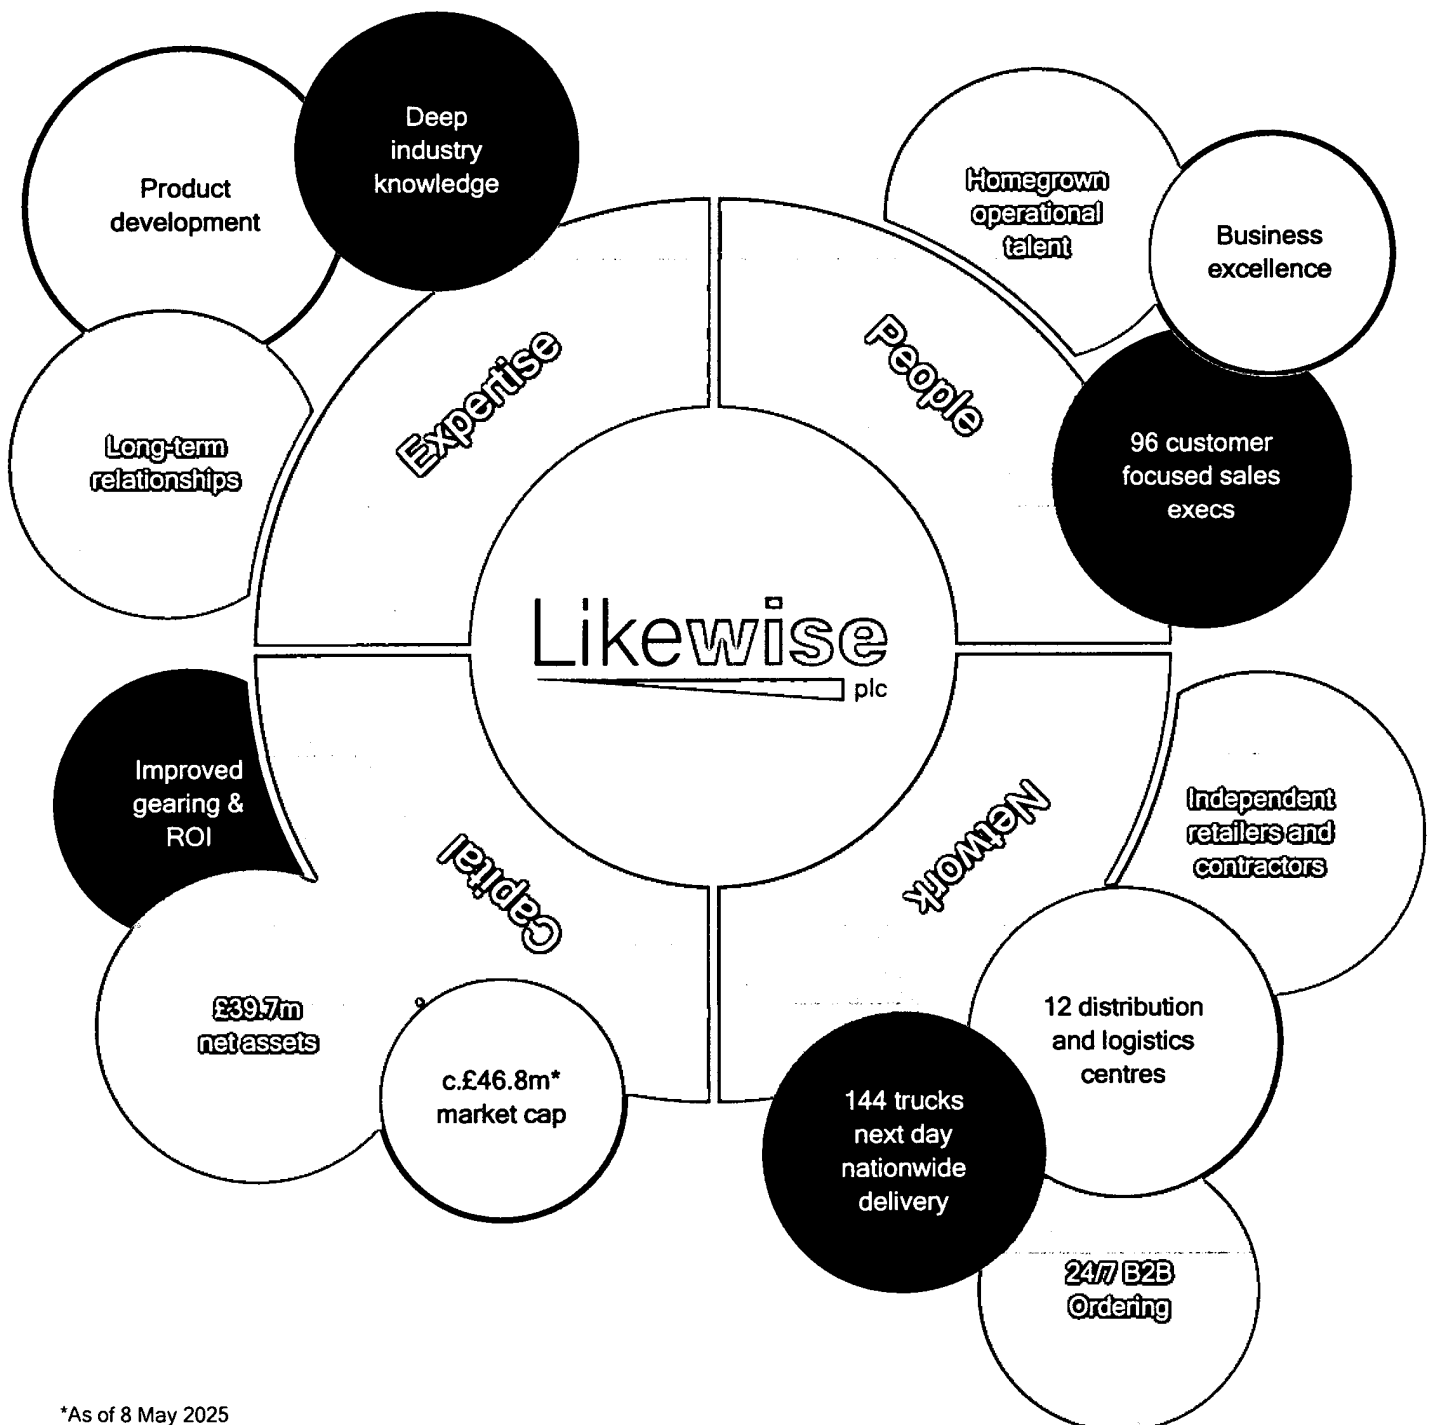 Deep
industry
knowledge
Product
development
Long-term
relationships
Expertise
Homegrown
operational
talent
Business
excellence
96 customer
focused sales
execs
People
Likewise
plc
Improved
gearing &
ROI
£39.7m
net assets
c.£46.8m*
market cap
Capital
Network
Independent
retailers and
contractors
12 distribution
and logistics
centres
144 trucks
next day
nationwide
delivery
24/7 B2B
Ordering
*As of 8 May 2025